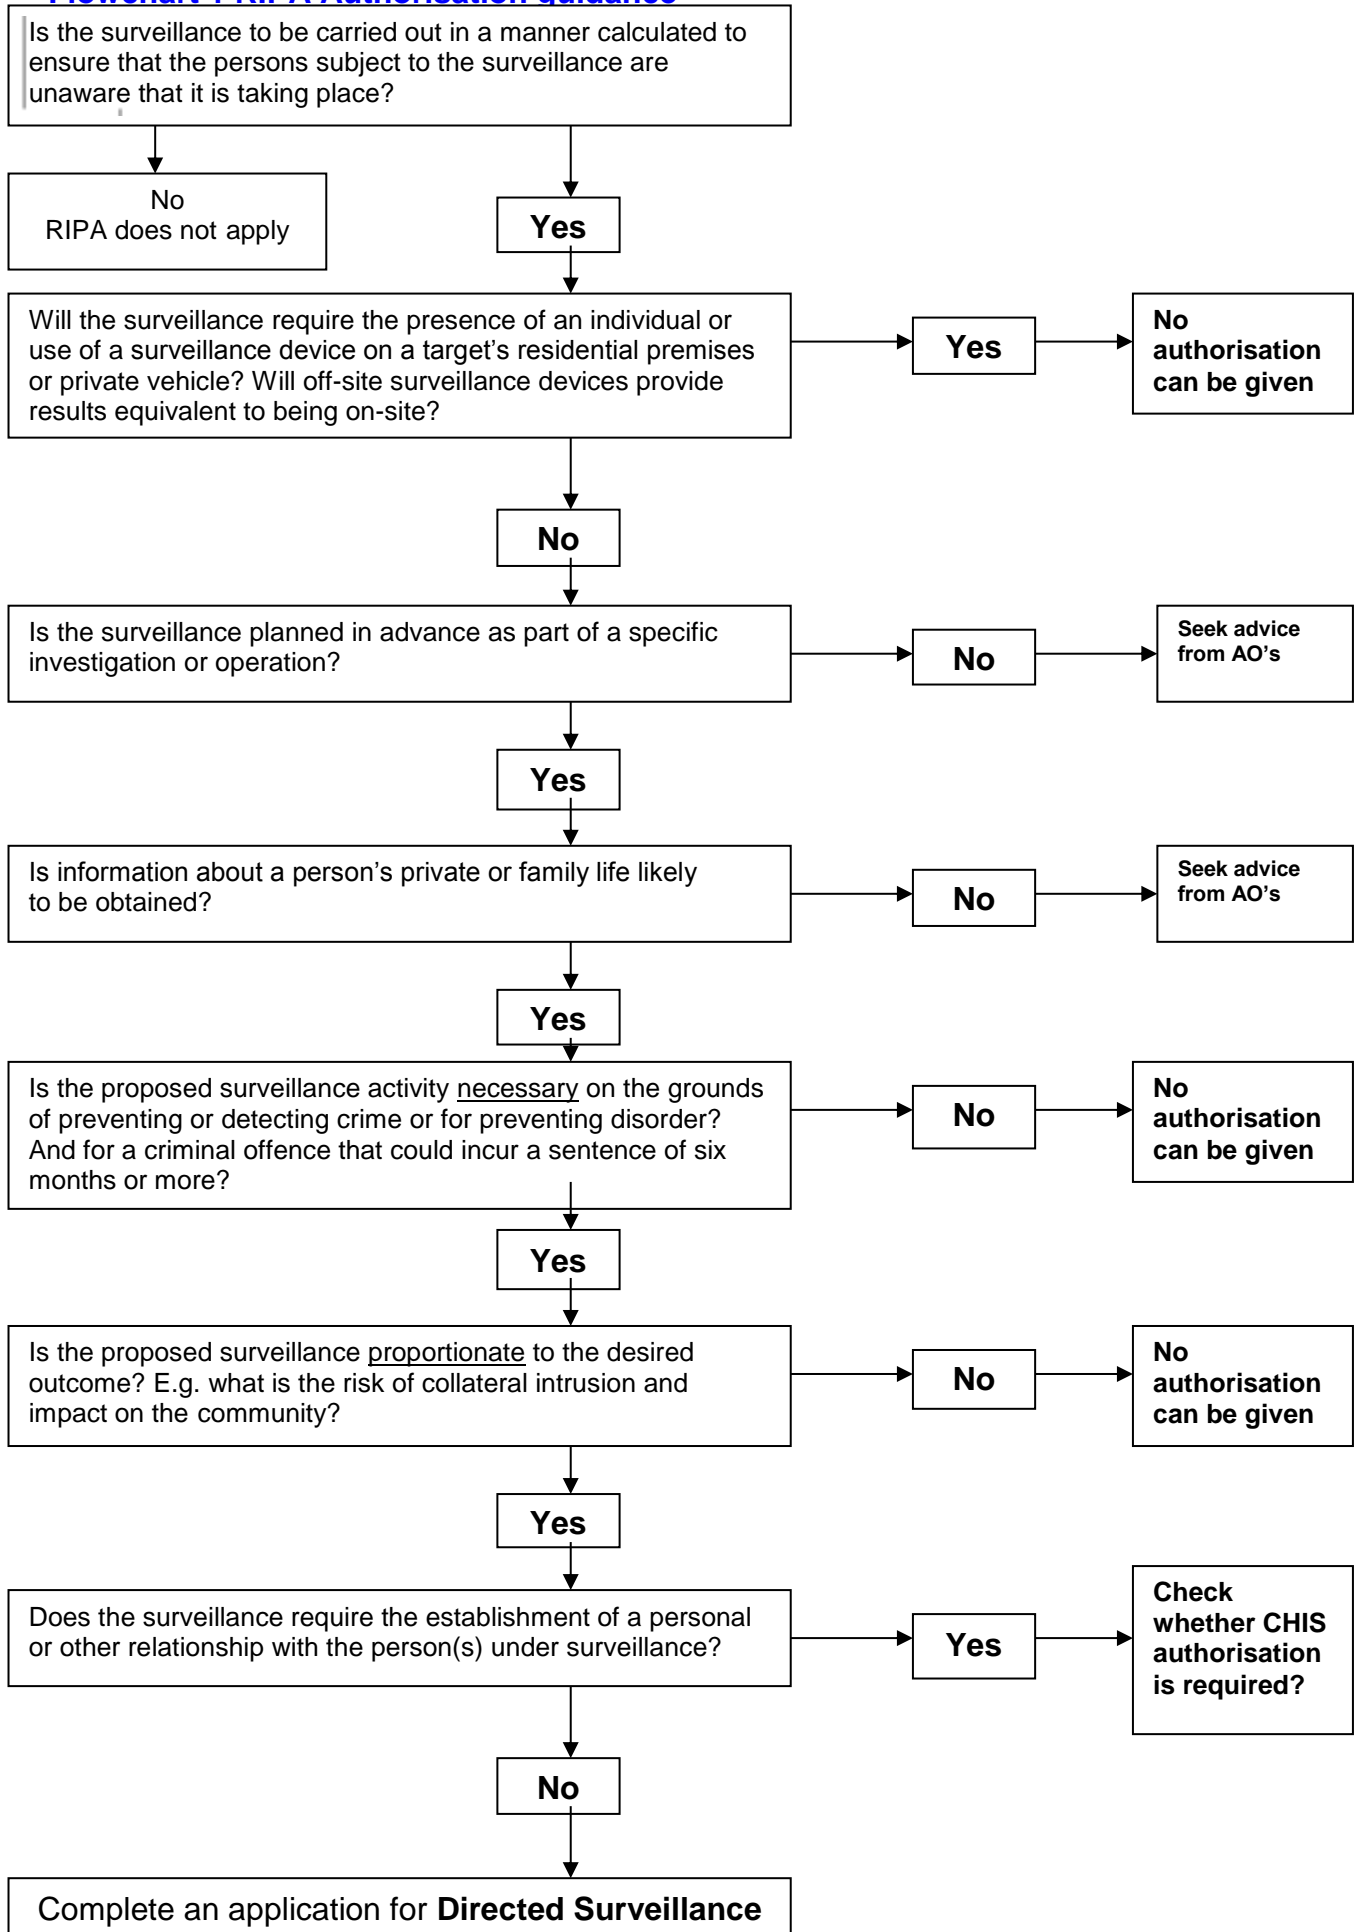 Flowchart 1 RIPA Authorisation guidance
Is the surveillance to be carried out in a manner calculated to
ensure that the persons subject to the surveillance are
unaware that it is taking place?
No
RIPA does not apply
Yes
Will the surveillance require the presence of an individual or
use of a surveillance device on a target’s residential premises
or private vehicle? Will off-site surveillance devices provide
results equivalent to being on-site?
Yes
No
authorisation
can be given
No
Is the surveillance planned in advance as part of a specific
investigation or operation?
No
Seek advice
from AO's
Yes
Is information about a person’s private or family life likely
to be obtained?
No
Seek advice
from AO's
Yes
Is the proposed surveillance activity necessary on the grounds
of preventing or detecting crime or for preventing disorder?
And for a criminal offence that could incur a sentence of six
months or more?
No
No
authorisation
can be given
Yes
Is the proposed surveillance proportionate to the desired
outcome? E.g. what is the risk of collateral intrusion and
impact on the community?
No
No
authorisation
can be given
Yes
Does the surveillance require the establishment of a personal
or other relationship with the person(s) under surveillance?
Yes
Check
whether CHIS
authorisation
is required?
No
Complete an application for Directed Surveillance